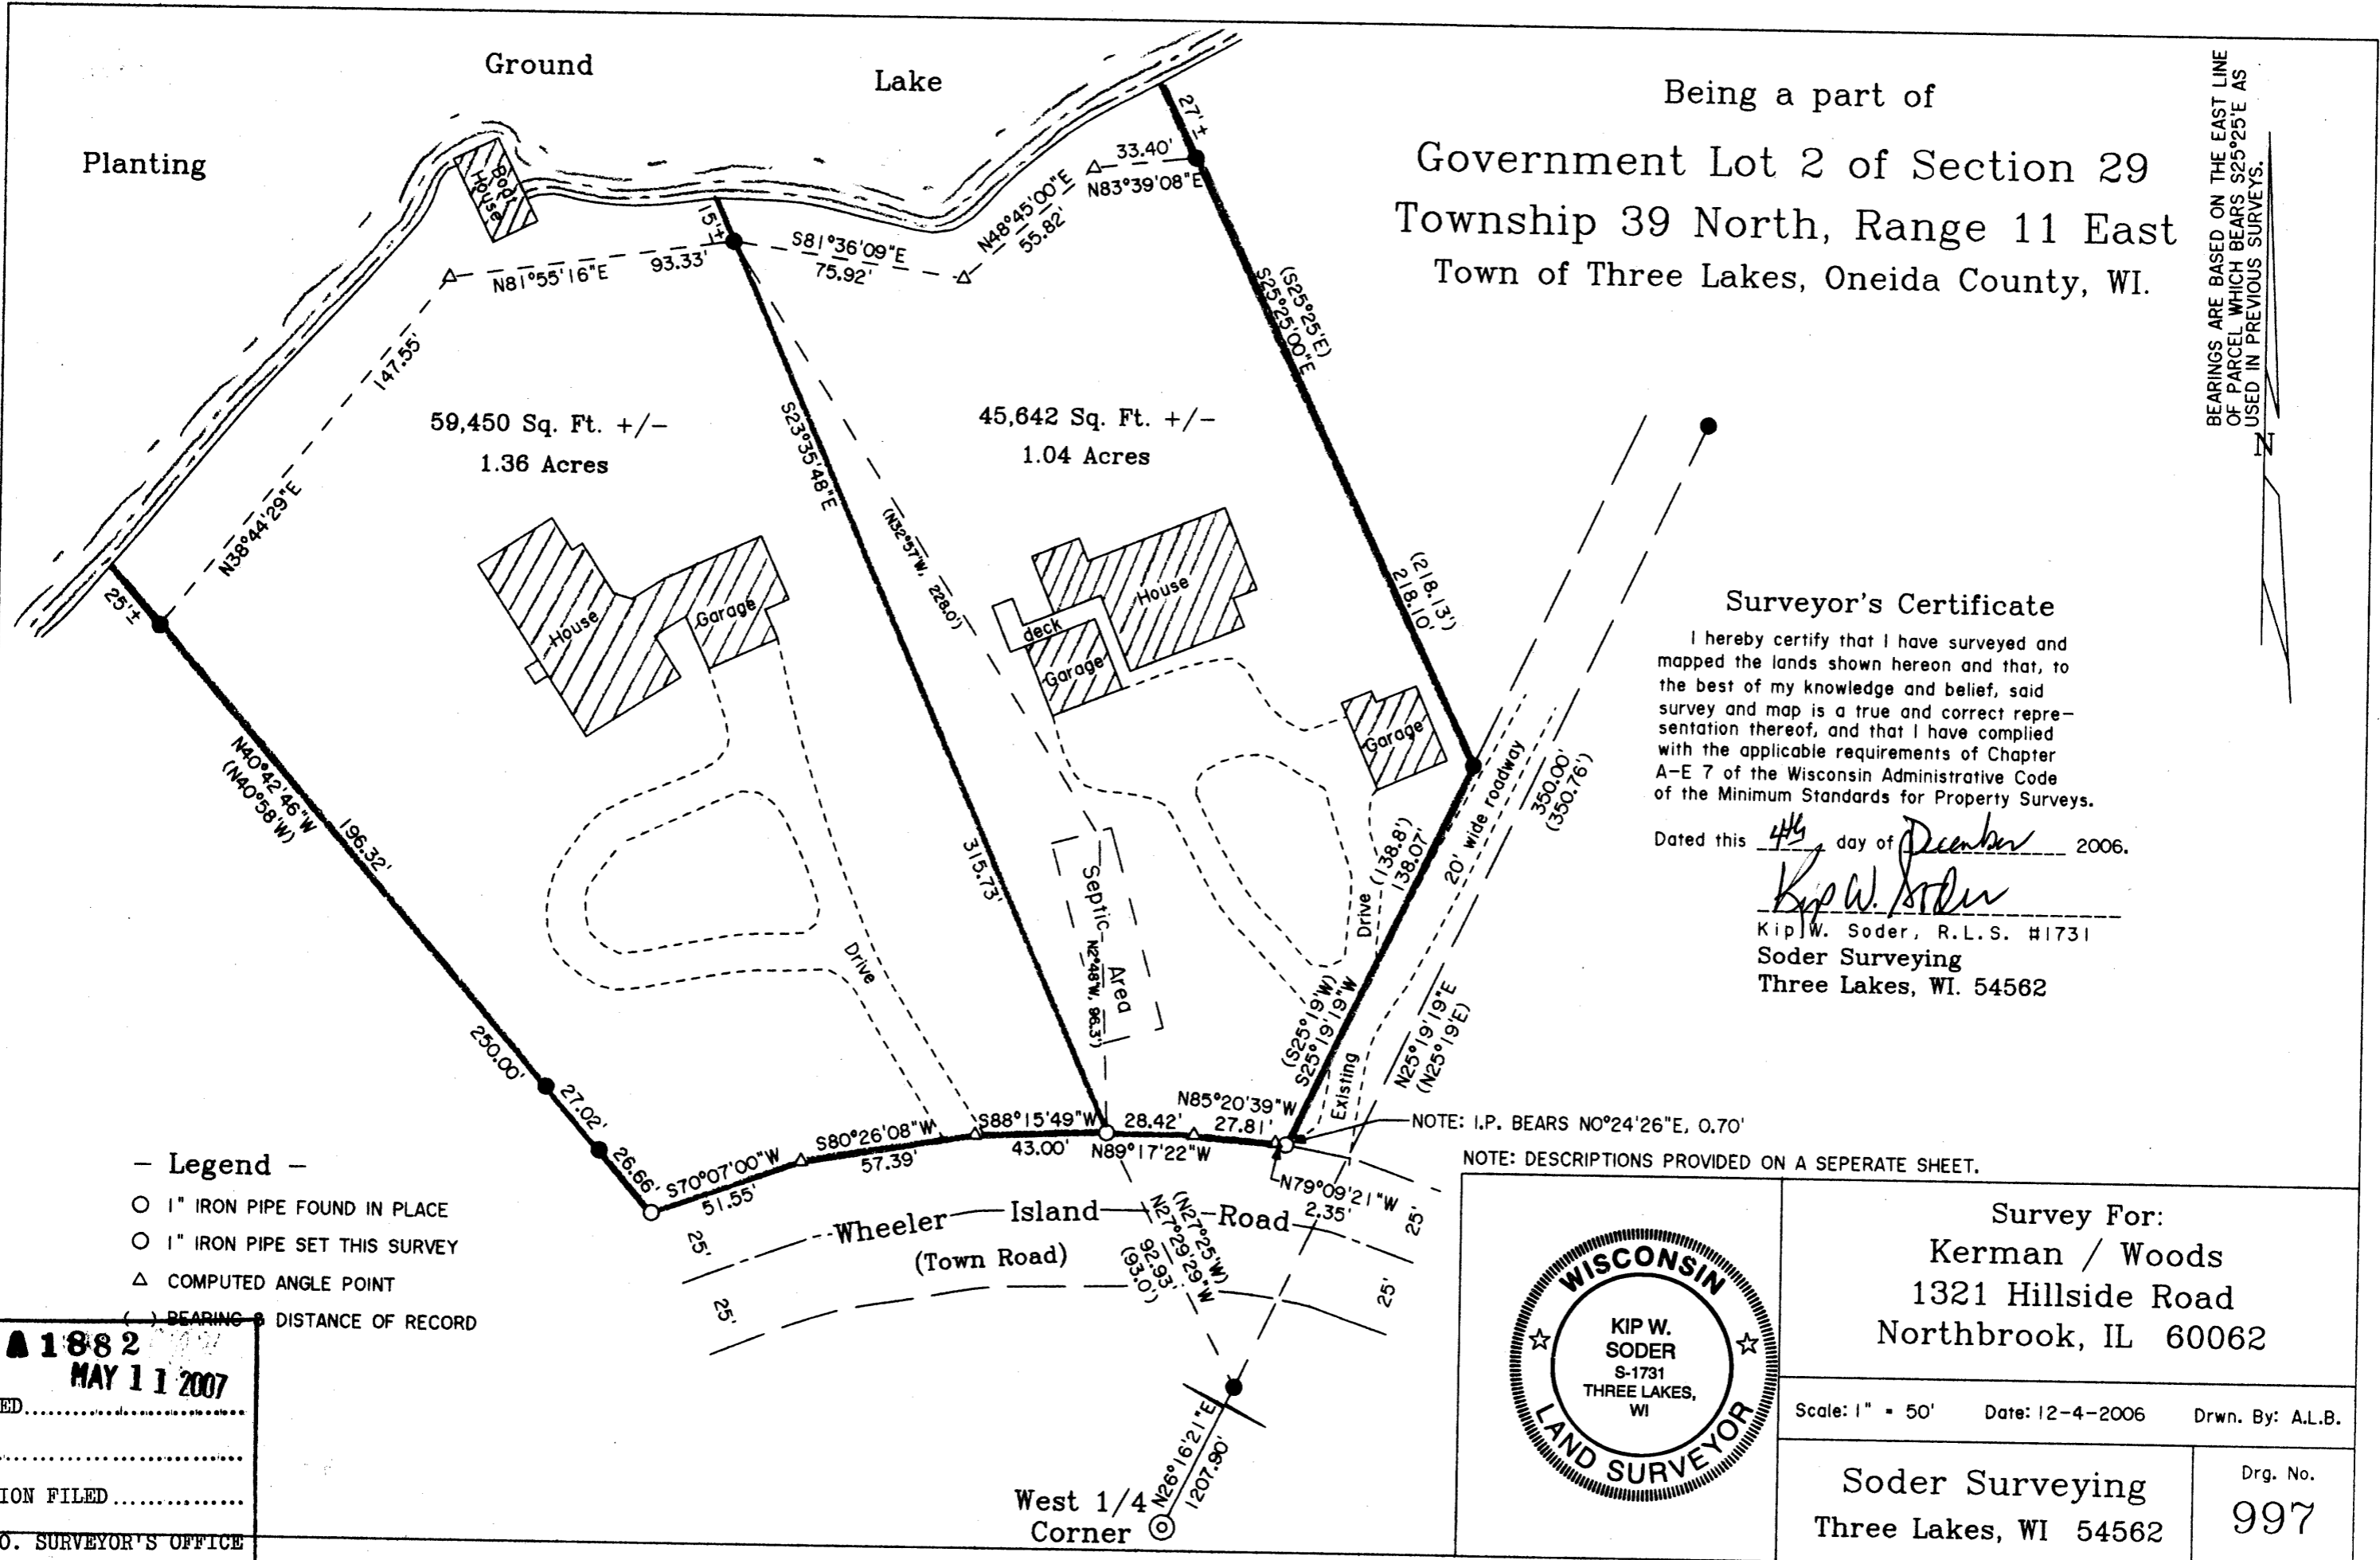 Ground
Lake
Planting
Boat
House
Being a part of
Government Lot 2 of Section 29
Township 39 North, Range 11 East
Town of Three Lakes, Oneida County, WI.
BEARINGS ARE BASED ON THE EAST LINE
OF PARCEL WHICH BEARS S25°25'E AS
USED IN PREVIOUS SURVEYS.
N
27'±
33.40'
N83°39'08"E
N48°45'00"E
55.82'
15'±
S81°36'09"E
75.92'
N81°55'16"E
93.33'
147.55'
N38°44'29"E
25'±
(S25°25'E)
S25°25'00"E
59,450 Sq. Ft. +/-
1.36 Acres
45,642 Sq. Ft. +/-
1.04 Acres
S23°35'48"E
315.73'
(N32°57'W, 228.0')
(218.13')
218.10'
House
Garage
House
deck
Garage
Garage
N40°42'46"W
(N40°58'W)
196.32'
250.00'
27.02'
26.66'
Drive
Septic
Area
N2°48'W, 96.3')
Drive
(138.8')
138.07'
20' wide roadway
350.00'
(350.76')
(S25°19'W)
S25°19'19"W
Existing
N25°19'19"E
(N25°19'E)
Surveyor's Certificate
I hereby certify that I have surveyed and
mapped the lands shown hereon and that, to
the best of my knowledge and belief, said
survey and map is a true and correct repre-
sentation thereof, and that I have complied
with the applicable requirements of Chapter
A-E 7 of the Wisconsin Administrative Code
of the Minimum Standards for Property Surveys.
Dated this 4th day of December 2006.
Kip W. Soder
Kip W. Soder, R.L.S. #1731
Soder Surveying
Three Lakes, WI. 54562
S70°07'00"W
51.55'
S80°26'08"W
57.39'
S88°15'49"W
43.00'
28.42'
N89°17'22"W
N85°20'39"W
27.81'
N79°09'21"W
2.35'
NOTE: I.P. BEARS N0°24'26"E, 0.70'
NOTE: DESCRIPTIONS PROVIDED ON A SEPERATE SHEET.
Wheeler Island Road
(Town Road)
25'
25'
25'
25'
(N27°25'W)
N27°29'29"W
92.93'
(93.0')
N26°16'21"E
1207.90'
West 1/4
Corner
- Legend -
1" IRON PIPE FOUND IN PLACE
1" IRON PIPE SET THIS SURVEY
COMPUTED ANGLE POINT
( ) BEARING & DISTANCE OF RECORD
A 1882
MAY 11 2007
ED
ION FILED
O. SURVEYOR'S OFFICE
WISCONSIN
KIP W.
SODER
S-1731
THREE LAKES,
WI
LAND SURVEYOR
Survey For:
Kerman / Woods
1321 Hillside Road
Northbrook, IL 60062
Scale: 1" = 50' Date: 12-4-2006 Drwn. By: A.L.B.
Soder Surveying
Three Lakes, WI 54562
Drg. No.
997